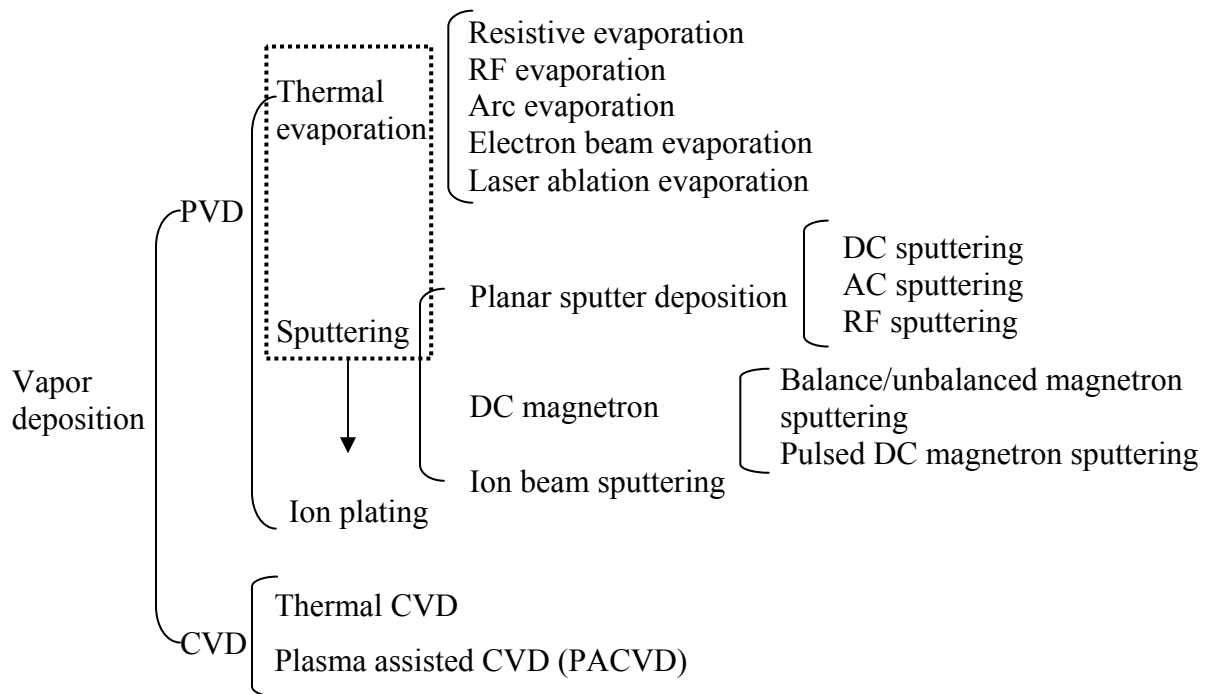 Vapor
deposition
PVD
Thermal
evaporation
Resistive evaporation
RF evaporation
Arc evaporation
Electron beam evaporation
Laser ablation evaporation
Sputtering
Planar sputter deposition
DC sputtering
AC sputtering
RF sputtering
DC magnetron
Balance/unbalanced magnetron
sputtering
Pulsed DC magnetron sputtering
Ion beam sputtering
Ion plating
CVD
Thermal CVD
Plasma assisted CVD (PACVD)